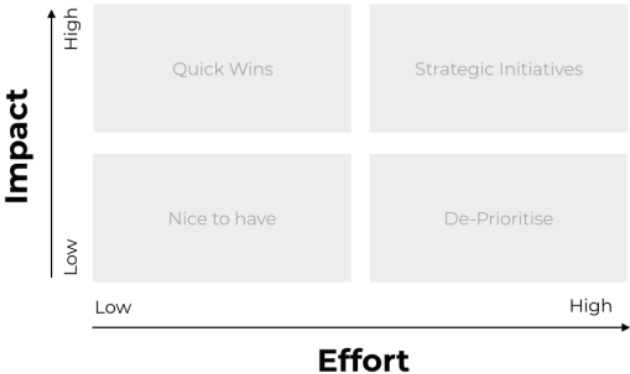 High
Quick Wins
Strategic Initiatives
Impact
Nice to have
De-Prioritise
Low
Low
High
Effort